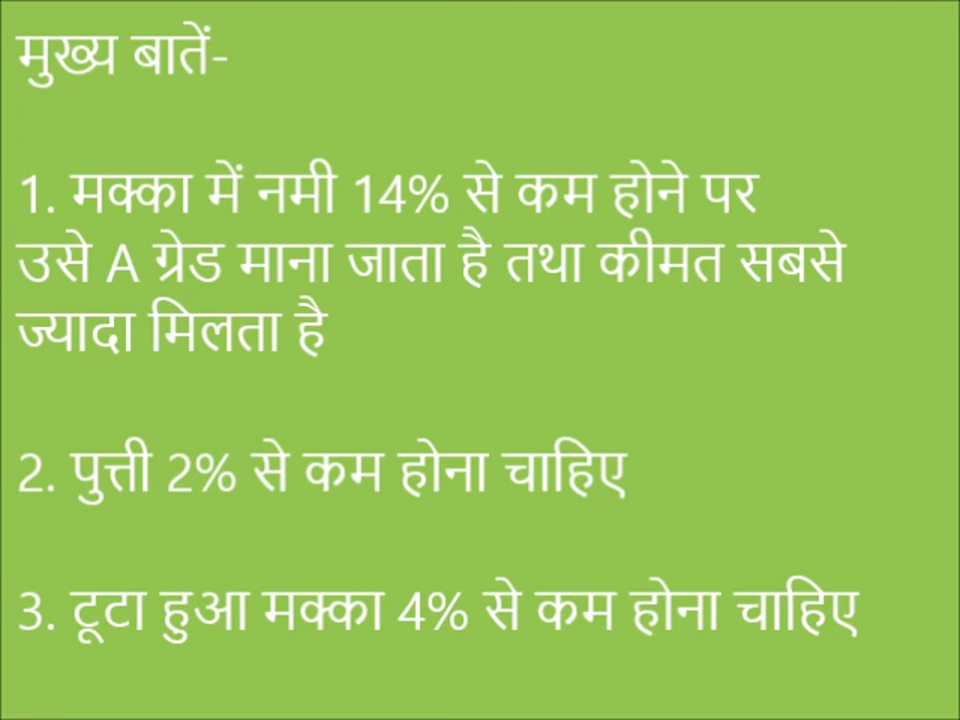 मुख्य बातें-
1. मक्का में नमी 14% से कम होने पर
उसे A ग्रेड माना जाता है तथा कीमत सबसे
ज्यादा मिलता है
2. पुत्ती 2% से कम होना चाहिए
3. टूटा हुआ मक्का 4% से कम होना चाहिए